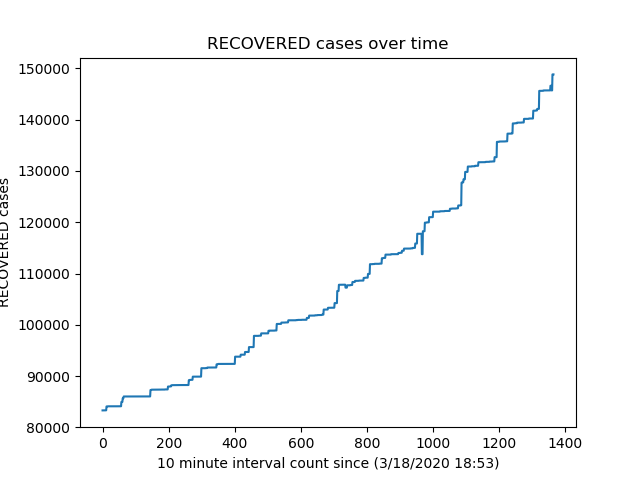 RECOVERED cases over time
150000
140000
130000
120000
110000
100000
90000
80000
RECOVERED cases
0 200 400 600 800 1000 1200 1400
10 minute interval count since (3/18/2020 18:53)